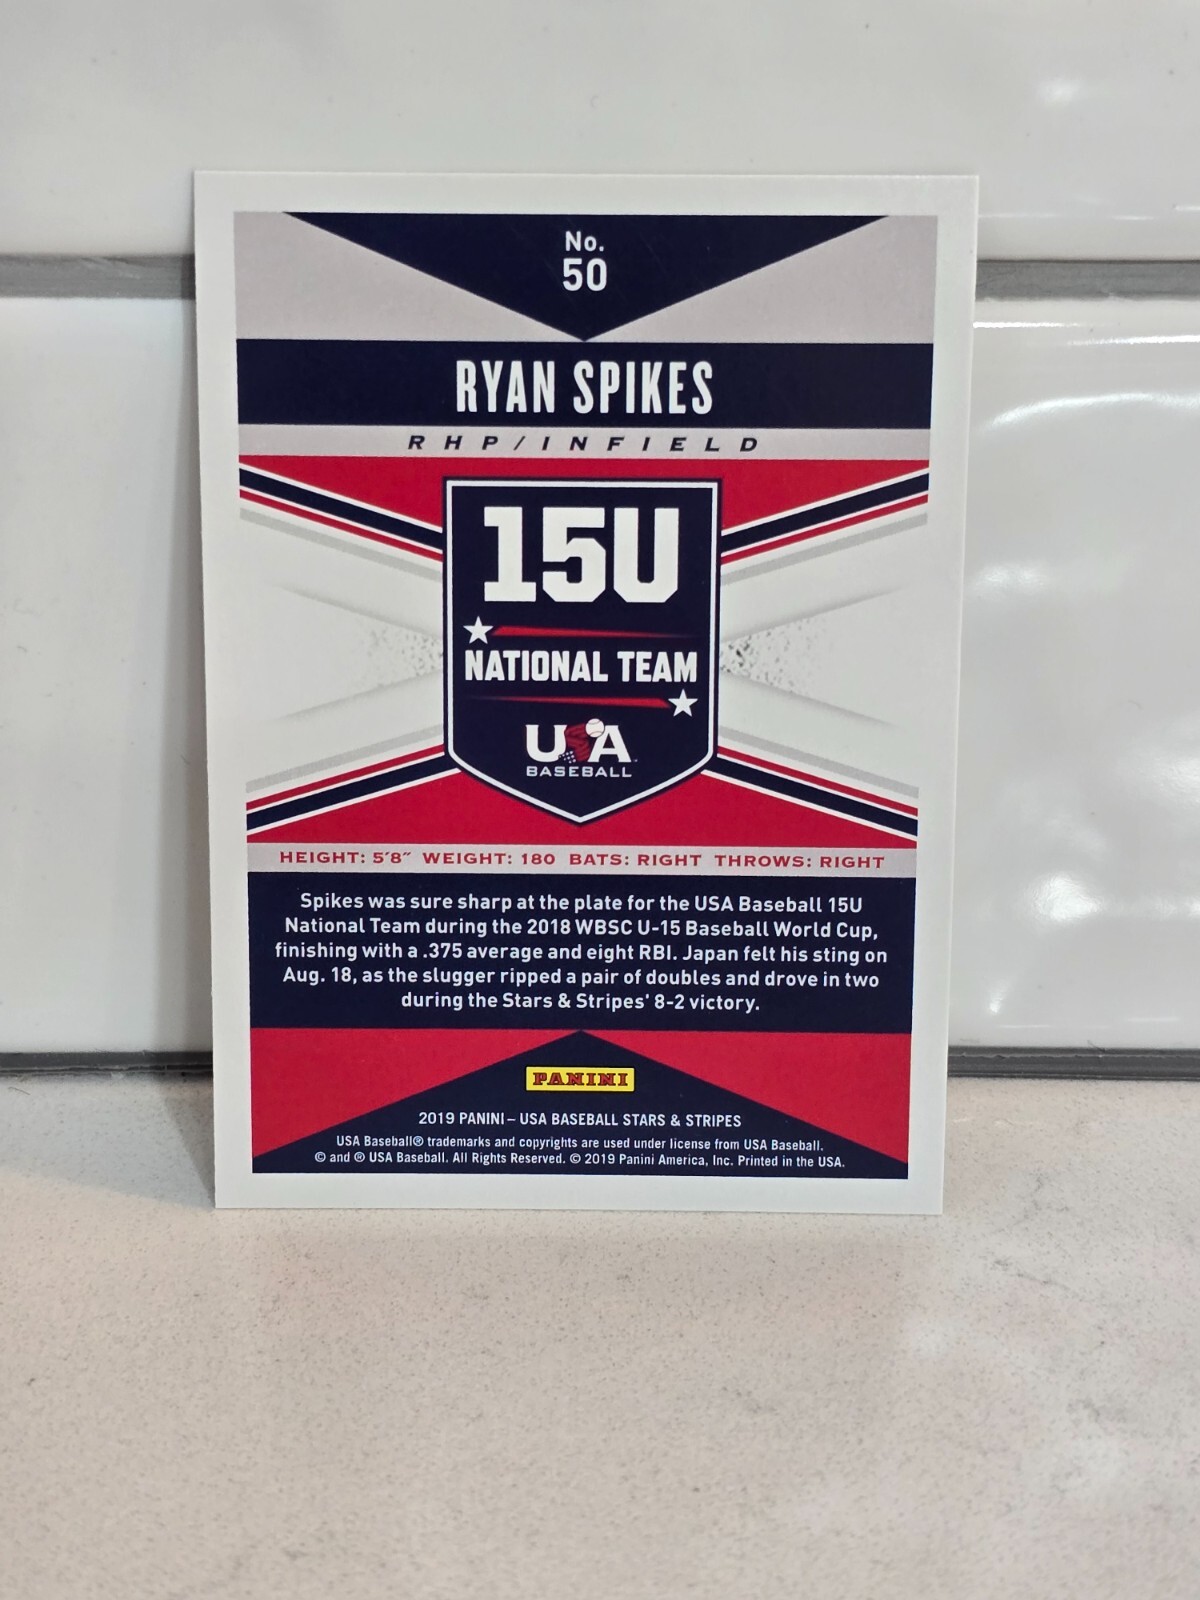 No.
50
RYAN SPIKES
RHP/INFIELD
15U
NATIONAL TEAM
USA
BASEBALL
HEIGHT: 5'8" WEIGHT: 180 BATS: RIGHT THROWS: RIGHT
Spikes was sure sharp at the plate for the USA Baseball 15U
National Team during the 2018 WBSC U-15 Baseball World Cup,
finishing with a .375 average and eight RBI. Japan felt his sting on
Aug. 18, as the slugger ripped a pair of doubles and drove in two
during the Stars & Stripes' 8-2 victory.
PANINI
2019 PANINI – USA BASEBALL STARS & STRIPES
USA Baseball® trademarks and copyrights are used under license from USA Baseball.
© and ® USA Baseball. All Rights Reserved. © 2019 Panini America, Inc. Printed in the USA.